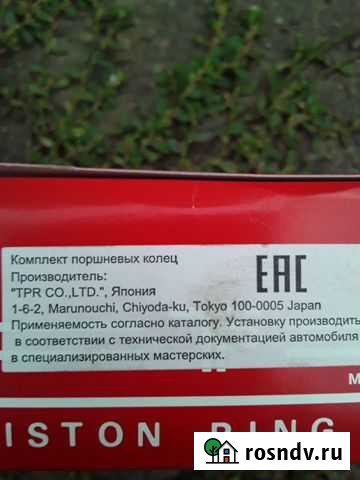 Комплект поршневых колец
Производитель:
"TPR CO.,LTD.", Япония
1-6-2, Marunouchi, Chiyoda-ku, Tokyo 100-0005 Japan
Применяемость согласно каталогу. Установку производить
в соответствии с технической документацией автомобиля
в специализированных мастерских.
EAC
M
ISTON RING
rosndv.ru